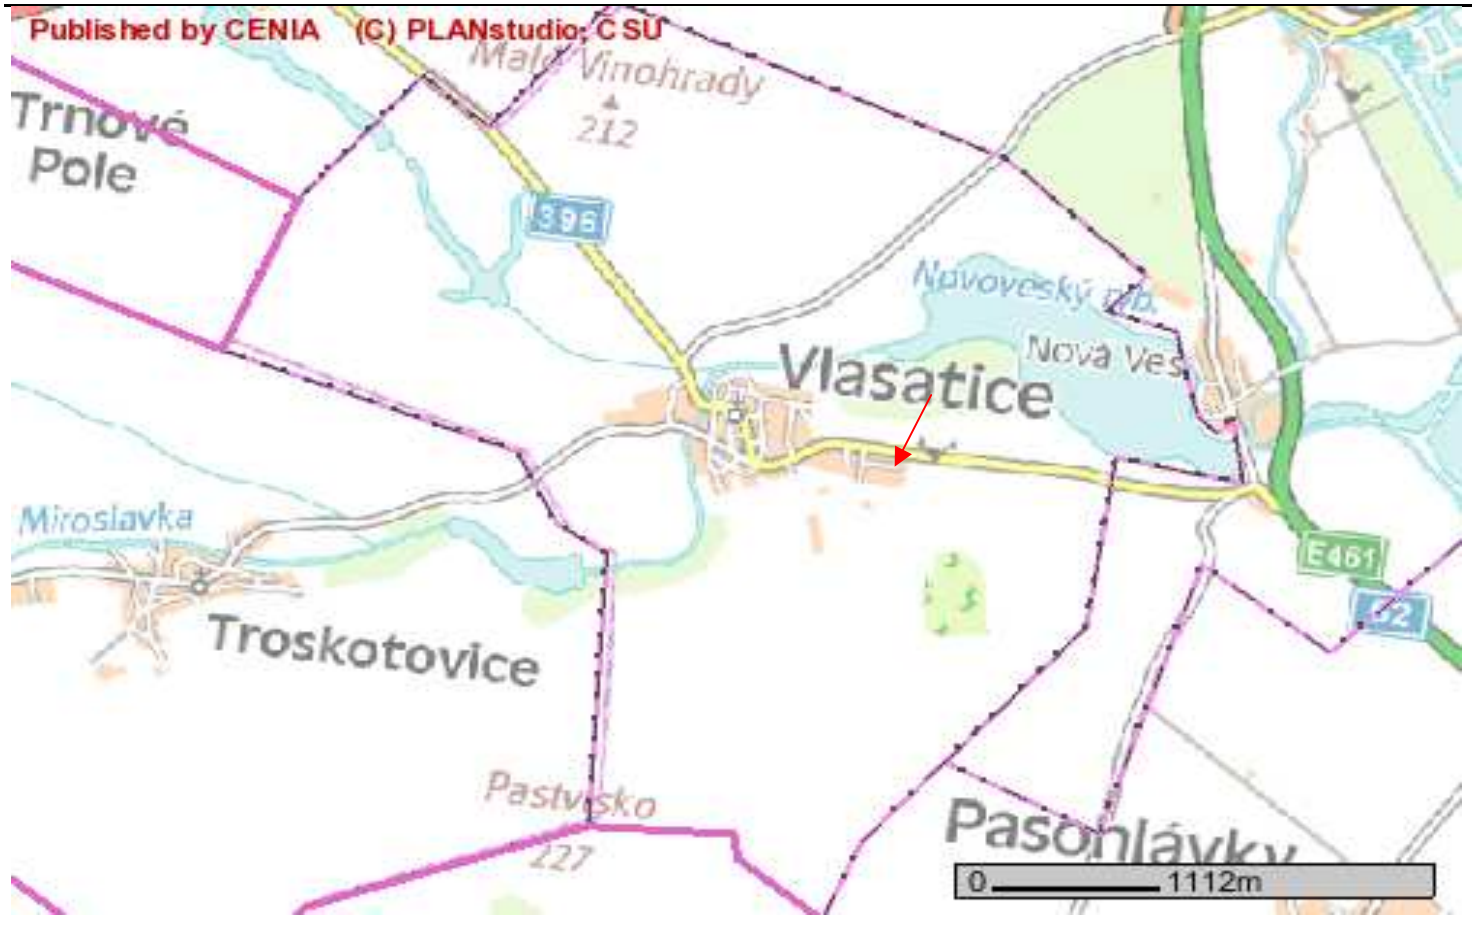 Published by CENIA (C) PLANstudio, CSU
Malé Vinohrady
212
Trnové
Pole
396
Novoveský ryb.
Nová Ves
Vlasatice
Miroslavka
E461
52
Troskotovice
Pastvisko
227
Pasohlávky
0 1112m